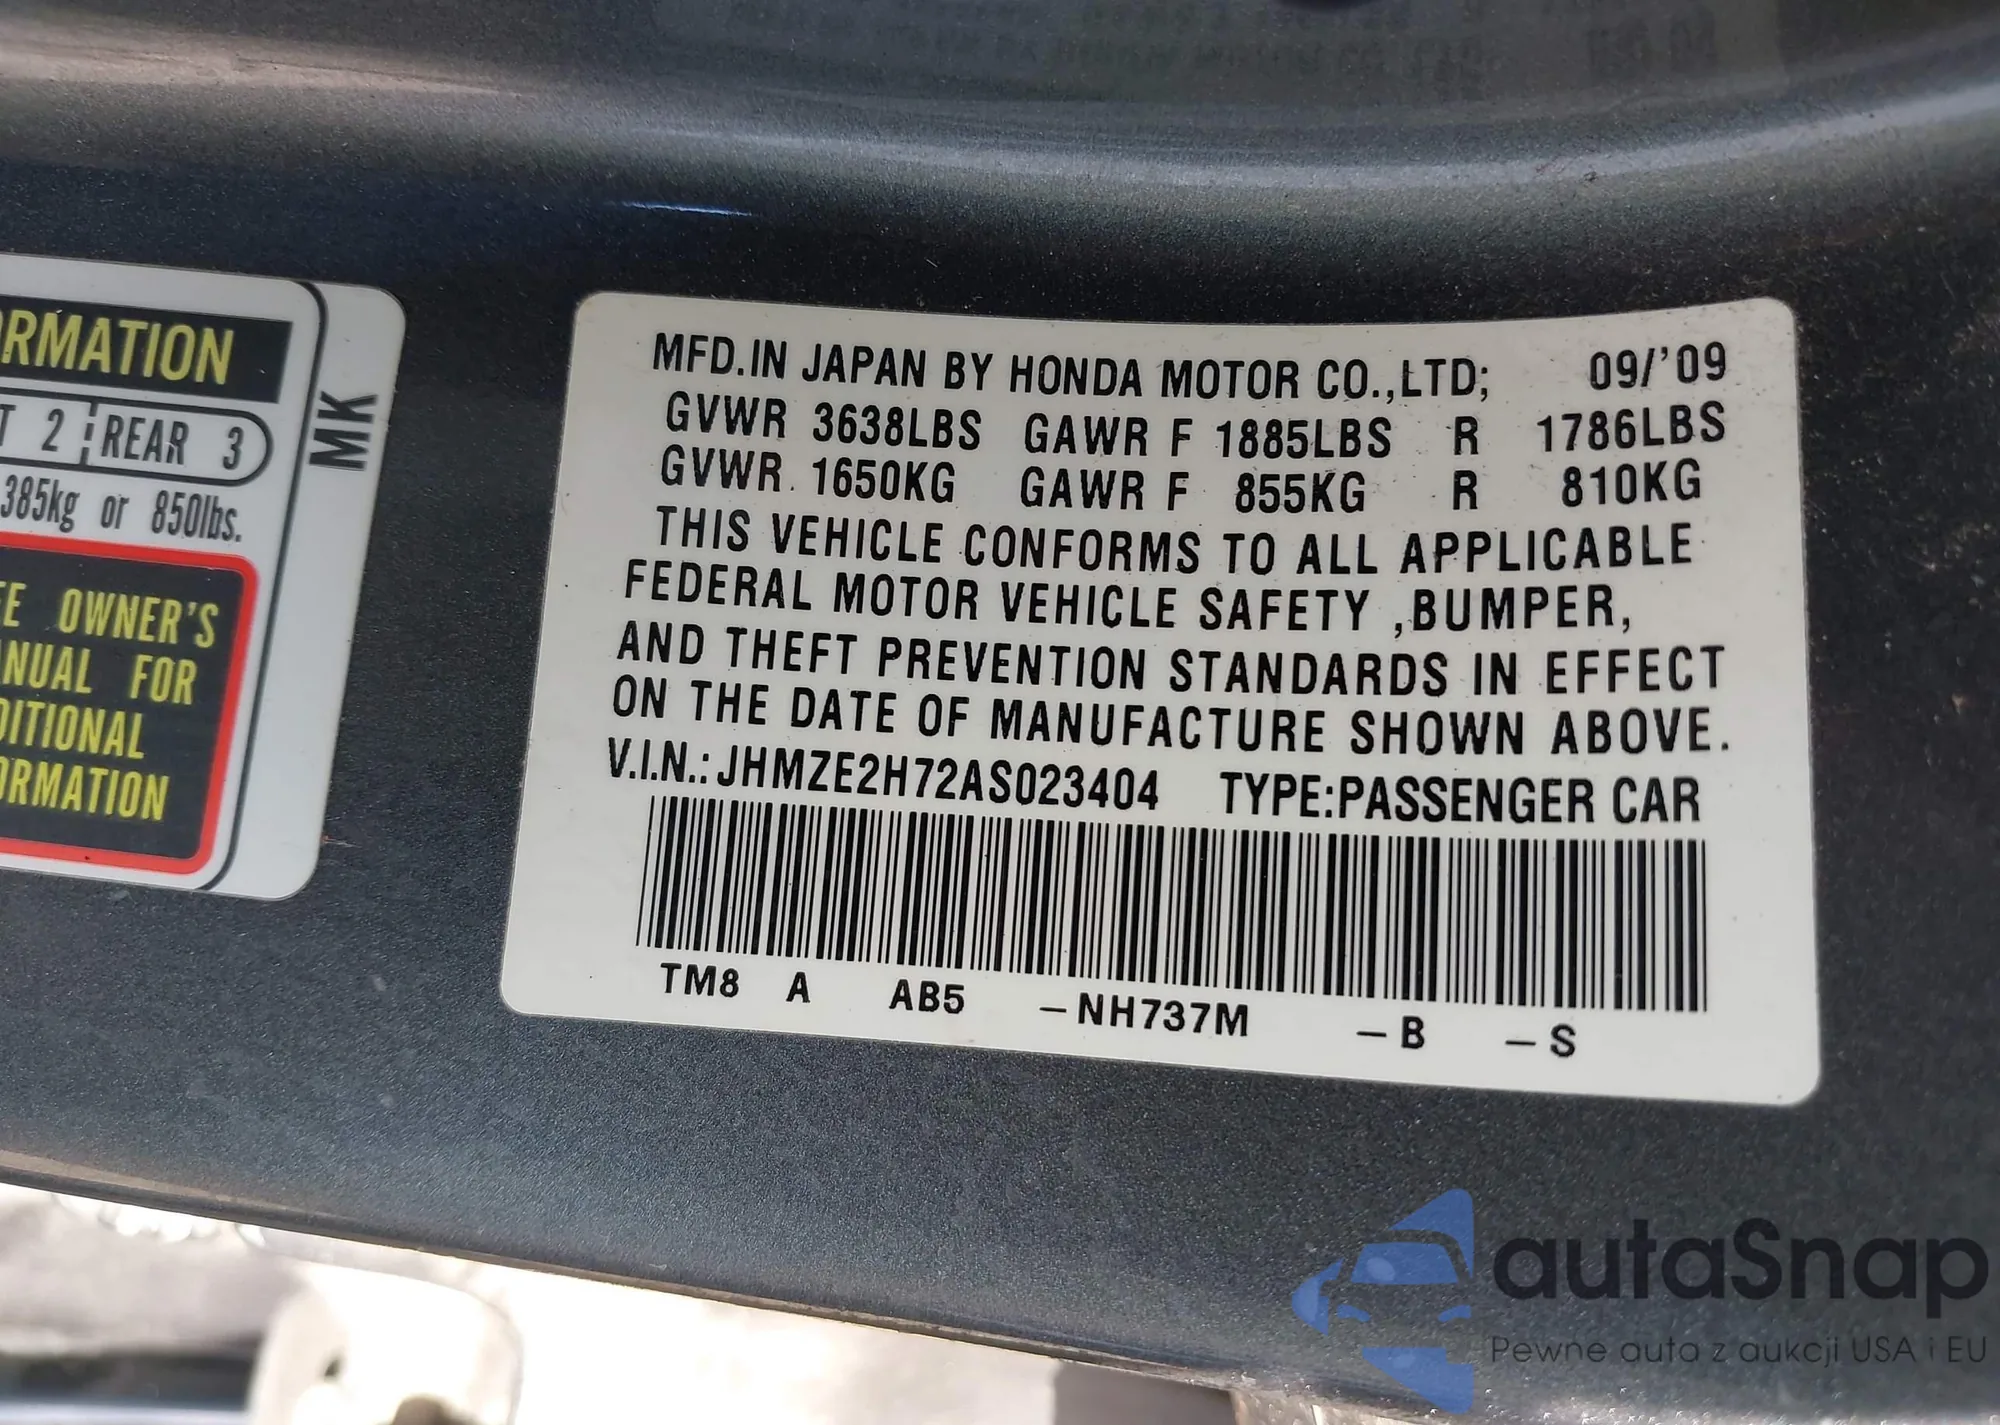 RMATION
T 2 REAR 3
385kg or 850lbs.
E OWNER'S
NUAL FOR
DITIONAL
ORMATION
MK
MFD.IN JAPAN BY HONDA MOTOR CO.,LTD; 09/'09
GVWR 3638LBS GAWR F 1885LBS R 1786LBS
GVWR 1650KG GAWR F 855KG R 810KG
THIS VEHICLE CONFORMS TO ALL APPLICABLE
FEDERAL MOTOR VEHICLE SAFETY ,BUMPER,
AND THEFT PREVENTION STANDARDS IN EFFECT
ON THE DATE OF MANUFACTURE SHOWN ABOVE.
V.I.N.:JHMZE2H72AS023404 TYPE:PASSENGER CAR
TM8 A AB5 -NH737M -B -S
autaSnap
Pewne auta z aukcji USA i EU